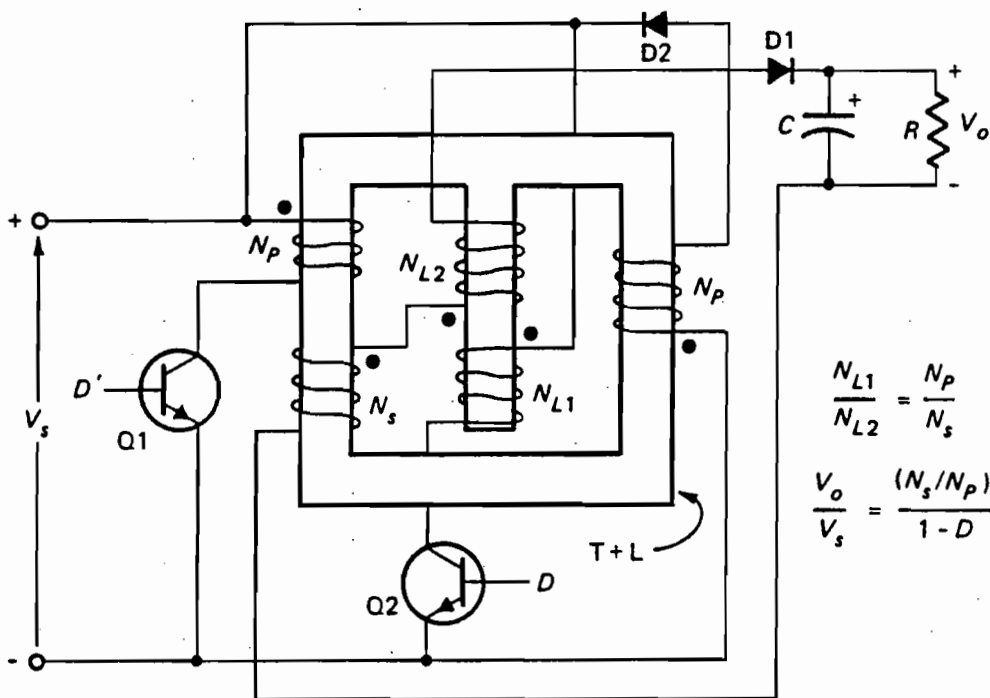 D2
D1
+
+
C
R
V_o
-
+
N_P
N_L2
N_P
D'
Q1
V_s
N_s
N_L1
N_L1/N_L2 = N_P/N_s
V_o/V_s = (N_s/N_P)/(1 - D)
T + L
Q2
D
-